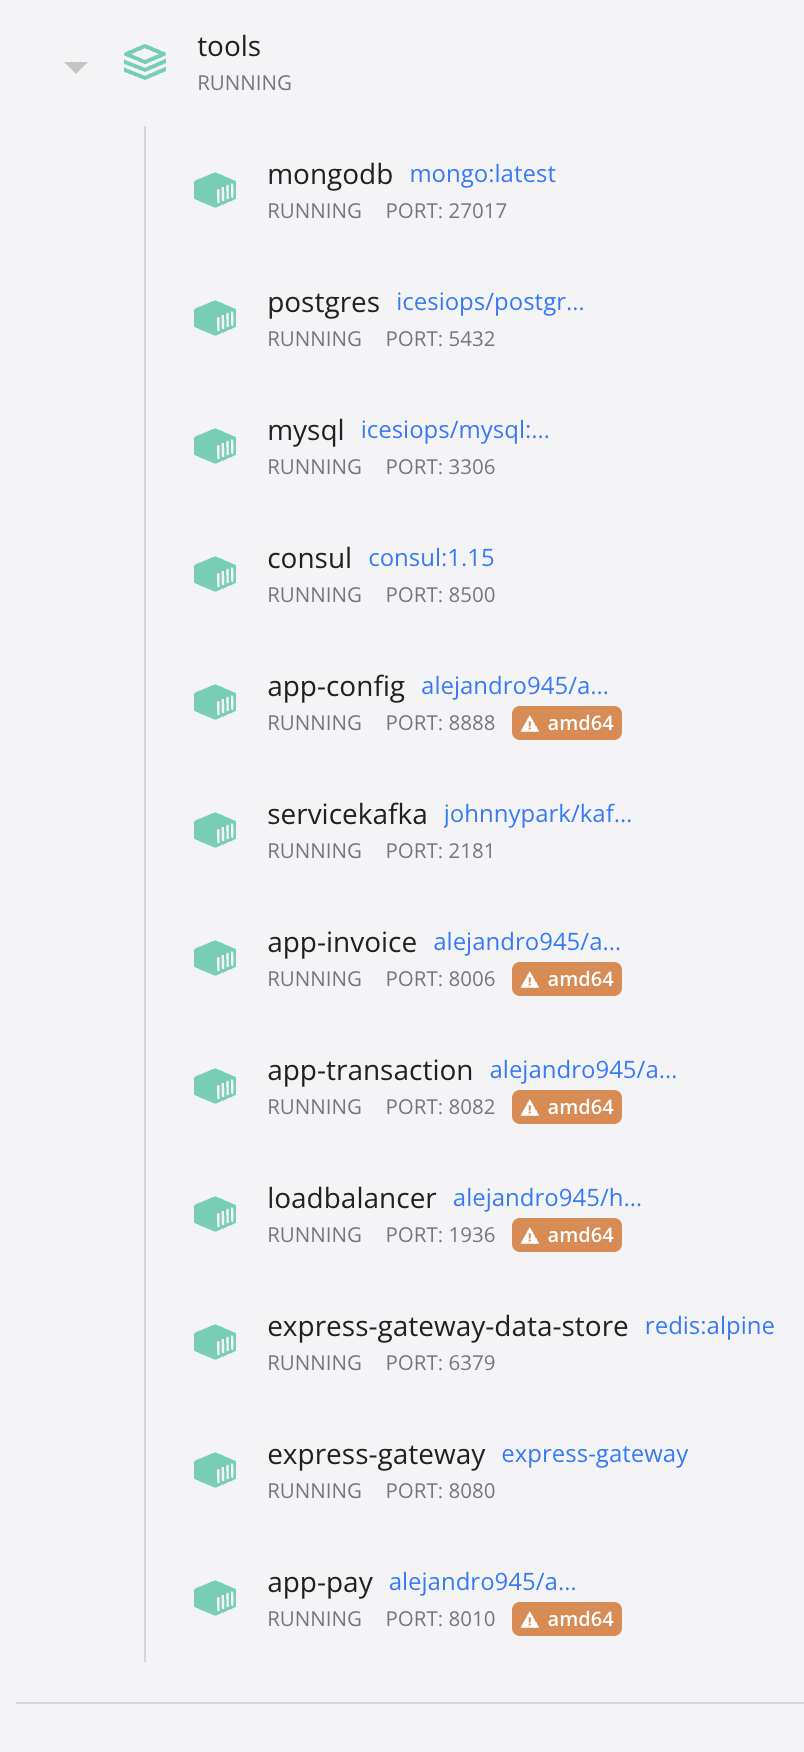 tools
RUNNING
mongodb mongo:latest
RUNNING PORT: 27017
postgres icesiops/postgr...
RUNNING PORT: 5432
mysql icesiops/mysql:...
RUNNING PORT: 3306
consul consul:1.15
RUNNING PORT: 8500
app-config alejandro945/a...
RUNNING PORT: 8888 amd64
servicekafka johnnypark/kaf...
RUNNING PORT: 2181
app-invoice alejandro945/a...
RUNNING PORT: 8006 amd64
app-transaction alejandro945/a...
RUNNING PORT: 8082 amd64
loadbalancer alejandro945/h...
RUNNING PORT: 1936 amd64
express-gateway-data-store redis:alpine
RUNNING PORT: 6379
express-gateway express-gateway
RUNNING PORT: 8080
app-pay alejandro945/a...
RUNNING PORT: 8010 amd64